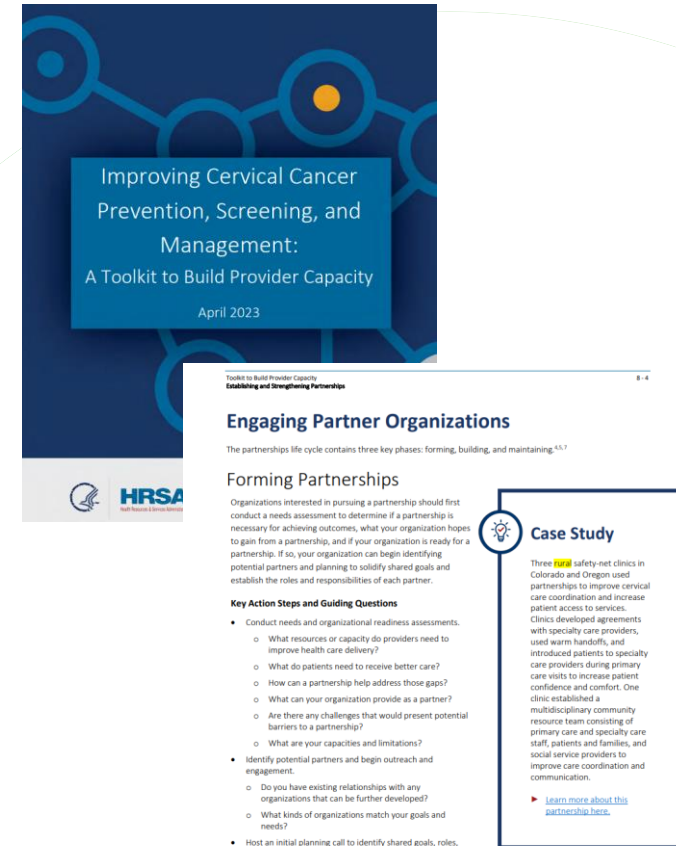 Improving Cervical Cancer
Prevention, Screening, and
Management:
A Toolkit to Build Provider Capacity
April 2023
HRSA
Toolkit to Build Provider Capacity
8 - 4
Establishing and Strengthening Partnerships
Engaging Partner Organizations
The partnerships life cycle contains three key phases: forming, building, and maintaining.4,5,7
Forming Partnerships
Organizations interested in pursuing a partnership should first
conduct a needs assessment to determine if a partnership is
necessary for achieving outcomes, what your organization hopes
to gain from a partnership, and if your organization is ready for a
partnership. If so, your organization can begin identifying
potential partners and planning to solidify shared goals and
establish the roles and responsibilities of each partner.
Key Action Steps and Guiding Questions
• Conduct needs and organizational readiness assessments.
o What resources or capacity do providers need to
improve health care delivery?
o What do patients need to receive better care?
o How can a partnership help address those gaps?
o What can your organization provide as a partner?
o Are there any challenges that would present potential
barriers to a partnership?
o What are your capacities and limitations?
• Identify potential partners and begin outreach and
engagement.
o Do you have existing relationships with any
organizations that can be further developed?
o What kinds of organizations match your goals and
needs?
• Host an initial planning call to identify shared goals, roles,
Case Study
Three rural safety-net clinics in
Colorado and Oregon used
partnerships to improve cervical
care coordination and increase
patient access to services.
Clinics developed agreements
with specialty care providers,
used warm handoffs, and
introduced patients to specialty
care providers during primary
care visits to increase patient
confidence and comfort. One
clinic established a
multidisciplinary community
resource team consisting of
primary care and specialty care
staff, patients and families, and
social service providers to
improve care coordination and
communication.
► Learn more about this
partnership here.